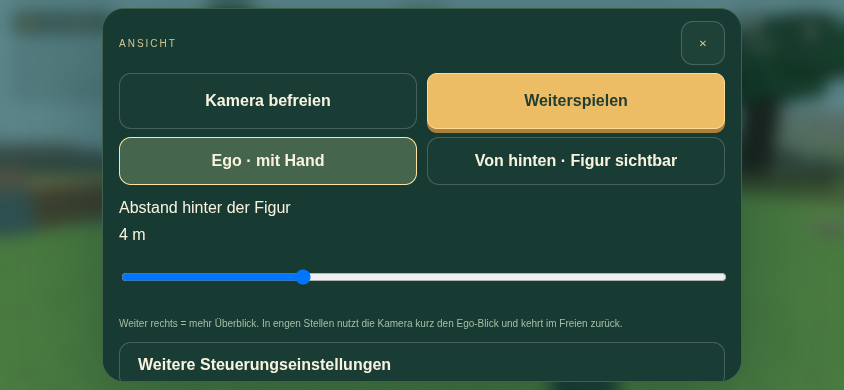 ANSICHT
×
Kamera befreien
Weiterspielen
Ego · mit Hand
Von hinten · Figur sichtbar
Abstand hinter der Figur
4 m
Weiter rechts = mehr Überblick. In engen Stellen nutzt die Kamera kurz den Ego-Blick und kehrt im Freien zurück.
Weitere Steuerungseinstellungen